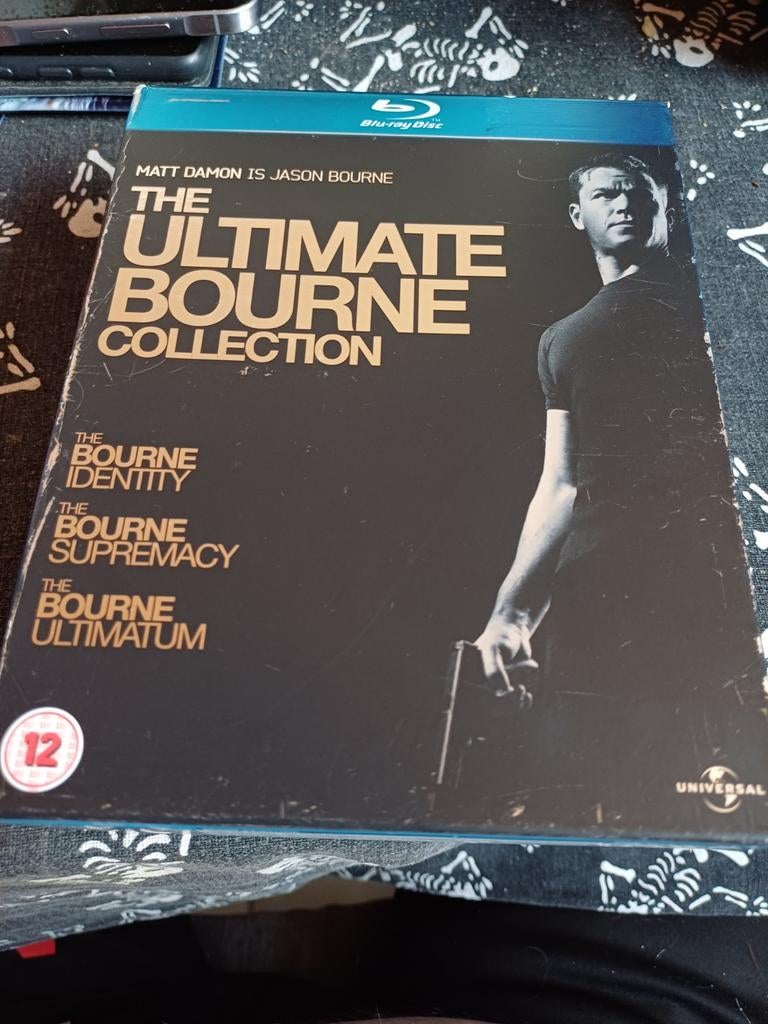 Blu-ray Disc™
MATT DAMON IS JASON BOURNE
THE
ULTIMATE
BOURNE
COLLECTION
THE
BOURNE
IDENTITY
THE
BOURNE
SUPREMACY
THE
BOURNE
ULTIMATUM
12
UNIVERSAL